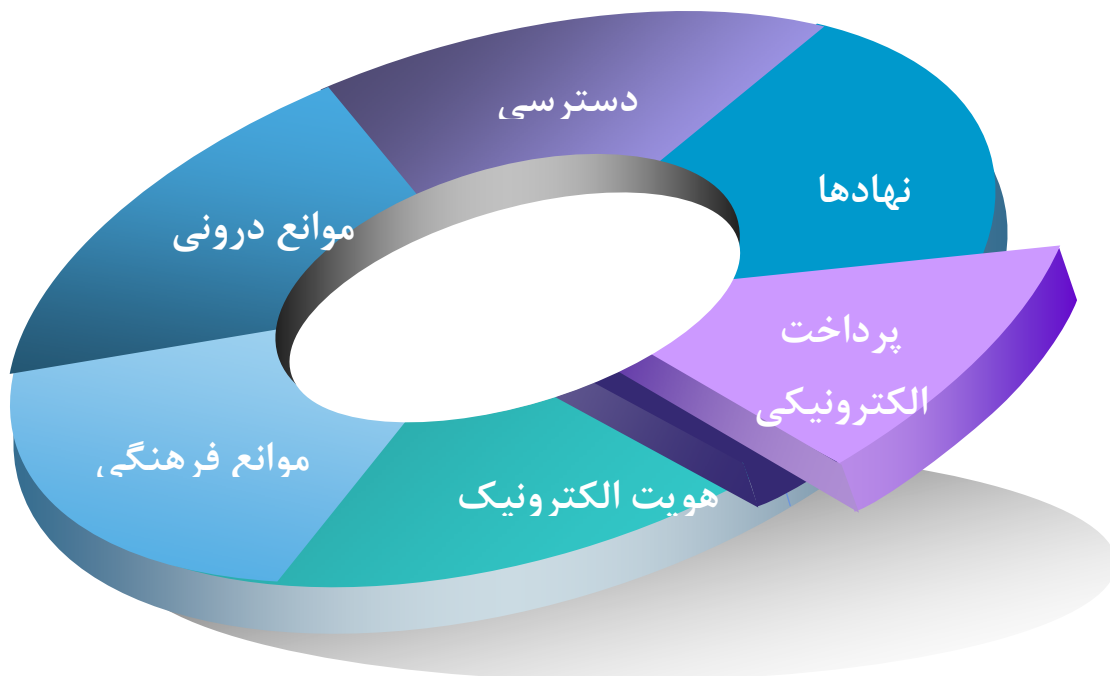 دسترسی
نهادها
موانع درونی
پرداخت
الکترونیکی
موانع فرهنگی
هویت الکترونیک